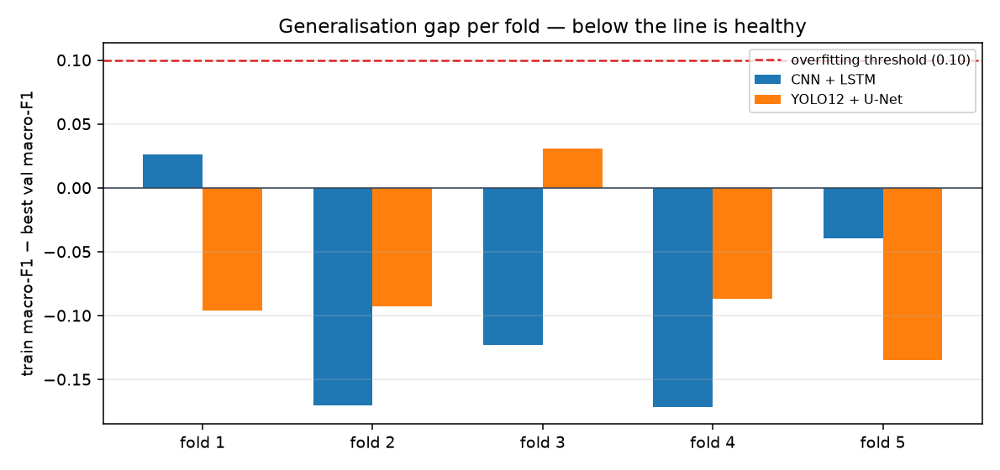 Generalisation gap per fold — below the line is healthy
train macro-F1 − best val macro-F1
0.10
0.05
0.00
−0.05
−0.10
−0.15
overfitting threshold (0.10)
CNN + LSTM
YOLO12 + U-Net
fold 1
fold 2
fold 3
fold 4
fold 5